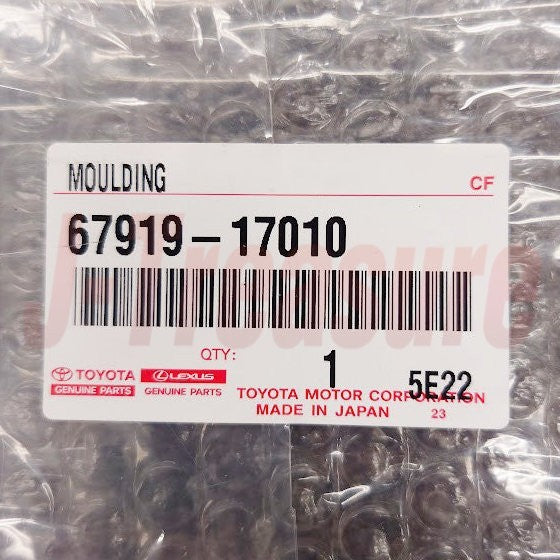 MOULDING CF
67919-17010
QTY: 1 5E22
TOYOTA LEXUS
GENUINE PARTS GENUINE PARTS
TOYOTA MOTOR CORPORATION
MADE IN JAPAN 23
J-Treasure